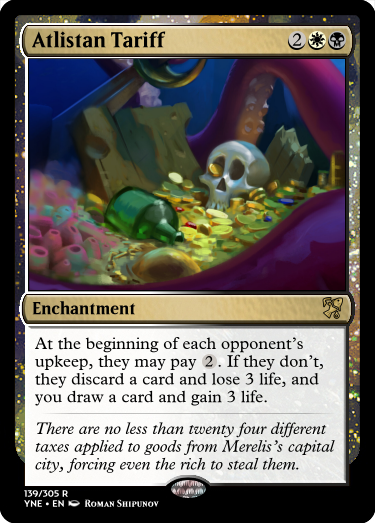 Atlistan Tariff 2
Enchantment
At the beginning of each opponent's
upkeep, they may pay 2. If they don't,
they discard a card and lose 3 life, and
you draw a card and gain 3 life.
There are no less than twenty four different
taxes applied to goods from Merelis's capital
city, forcing even the rich to steal them.
139/305 R
YNE • EN Roman Shipunov